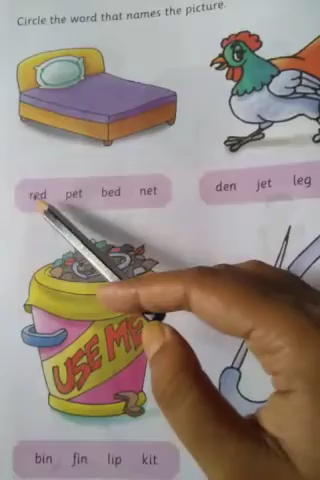 Circle the word that names the picture.
red pet bed net
den jet leg
USE ME
bin fin lip kit